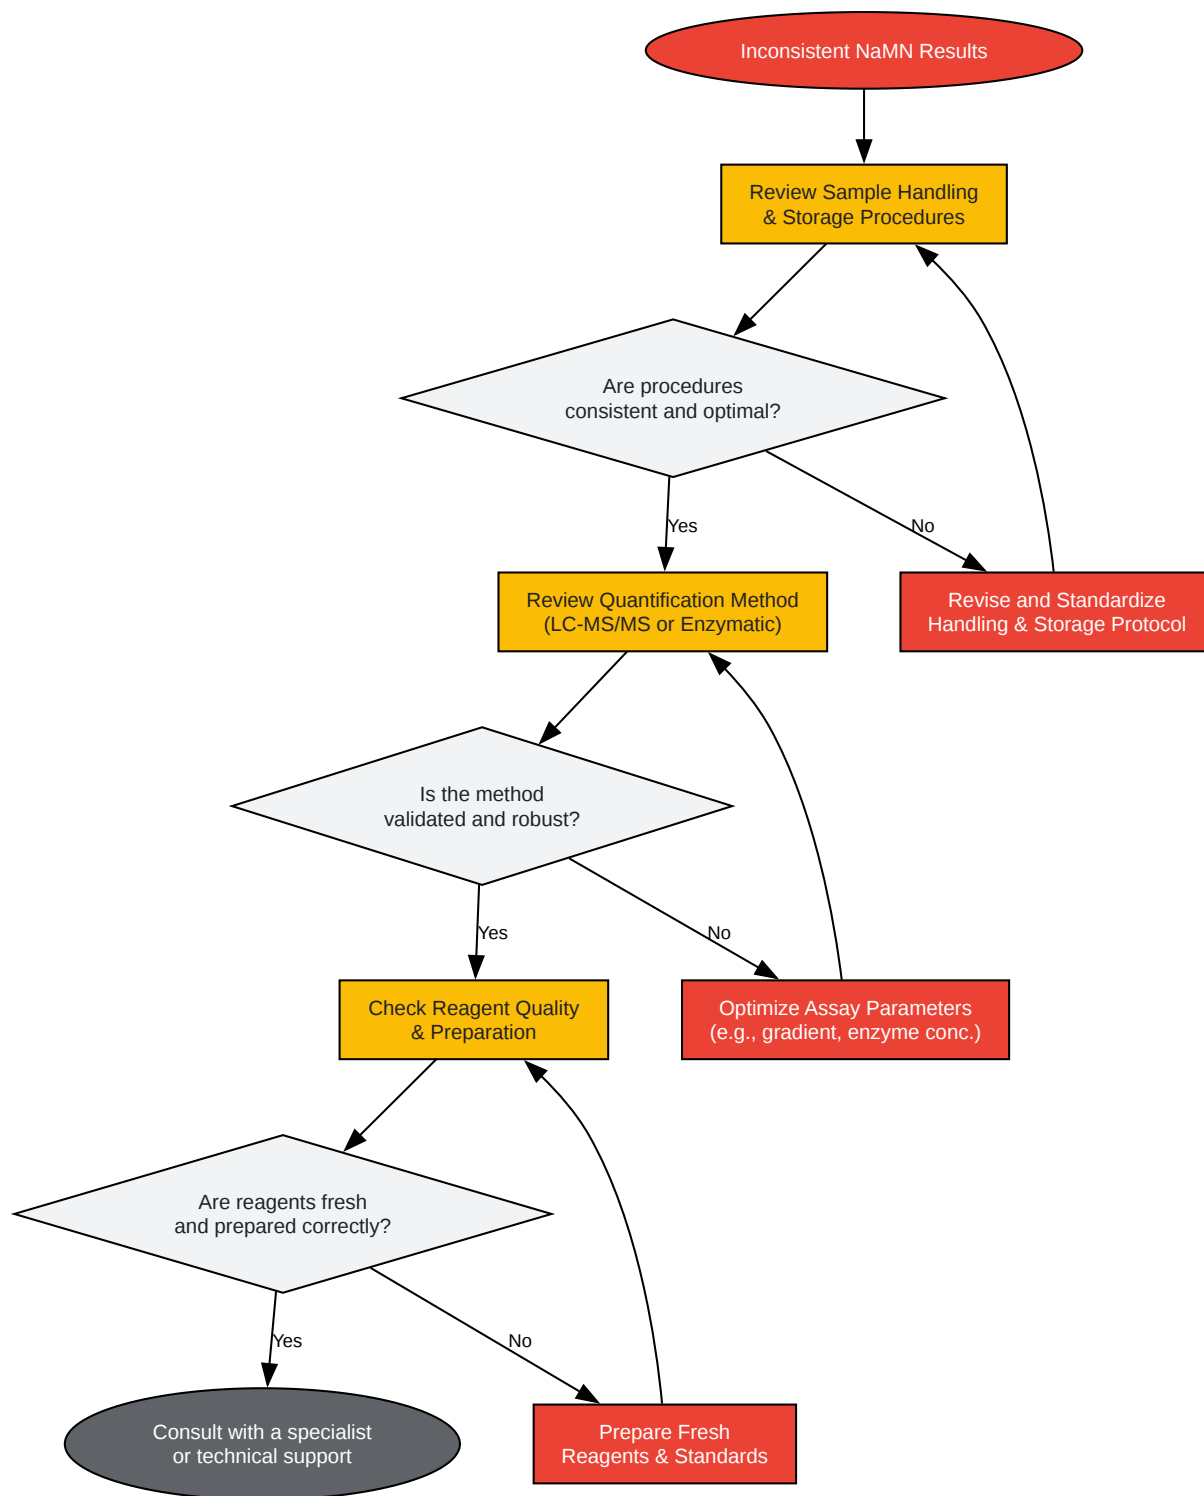 Inconsistent NaMN Results
Review Sample Handling
& Storage Procedures
Are procedures
consistent and optimal?
Yes
No
Review Quantification Method
(LC-MS/MS or Enzymatic)
Revise and Standardize
Handling & Storage Protocol
Is the method
validated and robust?
Yes
No
Check Reagent Quality
& Preparation
Optimize Assay Parameters
(e.g., gradient, enzyme conc.)
Are reagents fresh
and prepared correctly?
Yes
No
Consult with a specialist
or technical support
Prepare Fresh
Reagents & Standards